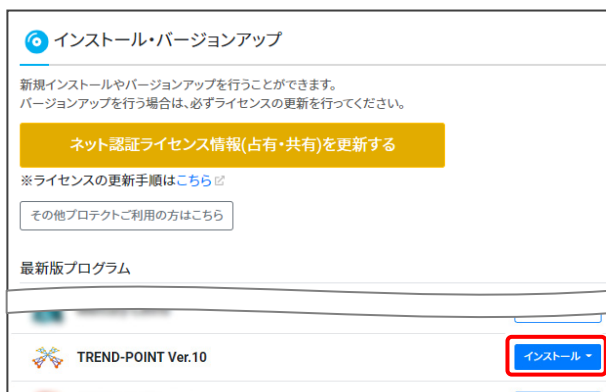 インストール・バージョンアップ
新規インストールやバージョンアップを行うことができます。
バージョンアップを行う場合は、必ずライセンスの更新を行ってください。
ネット認証ライセンス情報(占有・共有)を更新する
※ライセンスの更新手順はこちら
その他プロテクトご利用の方はこちら
最新版プログラム
TREND-POINT Ver.10 インストール